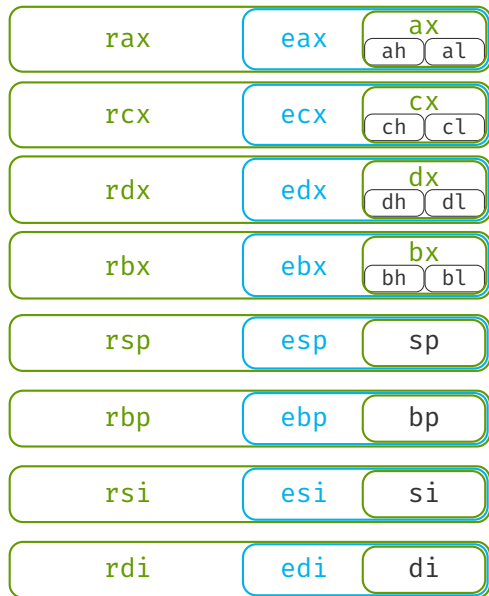 rax eax ax
ah al
rcx ecx cx
ch cl
rdx edx dx
dh dl
rbx ebx bx
bh bl
rsp esp sp
rbp ebp bp
rsi esi si
rdi edi di